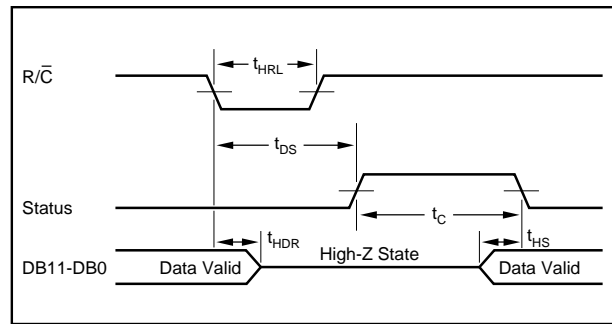 R/C̅
t_HRL
t_DS
Status
t_C
t_HDR
High-Z State
t_HS
DB11-DB0
Data Valid
Data Valid